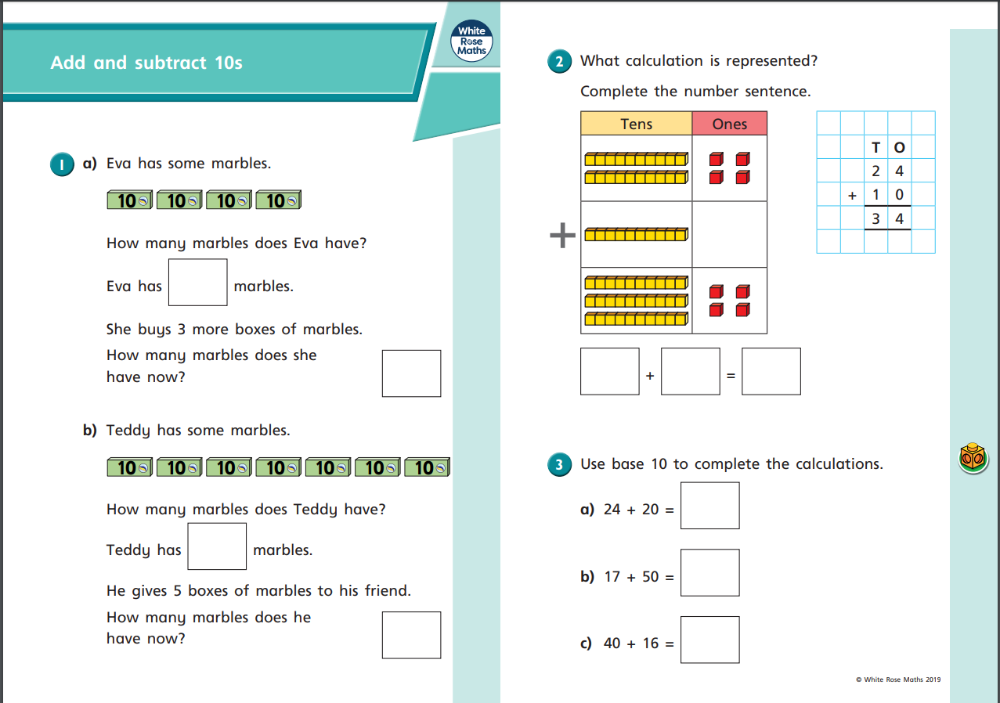 Add and subtract 10s
White
Rose
Maths
1 a) Eva has some marbles.
10 10 10 10
How many marbles does Eva have?
Eva has marbles.
She buys 3 more boxes of marbles.
How many marbles does she
have now?
b) Teddy has some marbles.
10 10 10 10 10 10 10
How many marbles does Teddy have?
Teddy has marbles.
He gives 5 boxes of marbles to his friend.
How many marbles does he
have now?
2 What calculation is represented?
Complete the number sentence.
Tens Ones
+
T O
2 4
+ 1 0
3 4
+ =
3 Use base 10 to complete the calculations.
a) 24 + 20 =
b) 17 + 50 =
c) 40 + 16 =
© White Rose Maths 2019